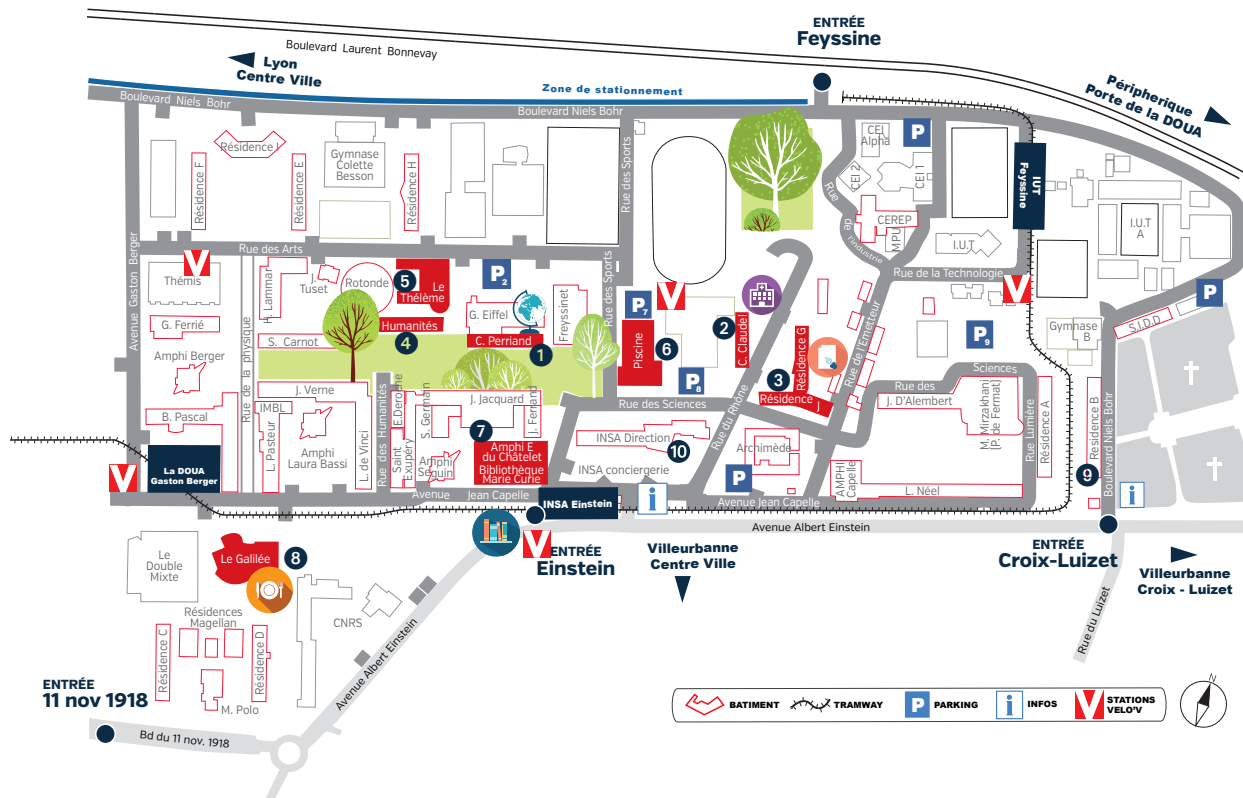 ENTRÉE
Feyssine
Boulevard Laurent Bonnevay
Lyon
Centre Ville
Zone de stationnement
Périphérique
Porte de la DOUA
Boulevard Niels Bohr
Boulevard Niels Bohr
Résidence I
Résidence F
Résidence E
Gymnase
Colette
Besson
Résidence H
Rue des Sports
CEI
Alpha
P
CEI 2
CEI 1
IUT
Feyssine
Rue
de
l'industrie
CEREP
MPU
I.U.T
I.U.T
A
Avenue Gaston Berger
Rue des Arts
V
Thémis
H. Lammar
J.
Tuset
Rotonde
5
Le
Thélème
P2
G. Eiffel
Freyssinet
Rue des Sports
V
P7
Rue de la Technologie
V
P
G. Ferrié
S. Carnot
Humanités
4
C. Perriand
1
Piscine
6
2
C. Claudel
Résidence G
Rue de l'Emetteur
P9
Gymnase
B
S.I.D.D
Amphi Berger
Rue de la physique
P8
3
Résidence J
Rue du Rhône
Rue des
Sciences
J. Verne
E.Derouhe
S. German
J. Jacquard
J. Ferrand
Rue des Sciences
J. D'Alembert
M. Mirzakhani
(P. de Fermat)
Rue Lumière
Résidence A
Résidence B
B. Pascal
IMBL
L. Pasteur
Amphi
Laura Bassi
L. de Vinci
Rue des Humanités
Saint
Exupéry
7
Amphi
Seguin
Amphi E
du Châtelet
Bibliothèque
Marie Curie
INSA Direction
10
INSA conciergerie
Archimède
P
AMPHI
Capelle
L. Néel
9
Boulevard Niels Bohr
i
V
La DOUA
Gaston Berger
Avenue
Jean Capelle
INSA Einstein
i
Avenue Jean Capelle
Avenue Albert Einstein
V
ENTRÉE
Einstein
Villeurbanne
Centre Ville
ENTRÉE
Croix-Luizet
Villeurbanne
Croix - Luizet
Le
Double
Mixte
Le Galilée
8
Résidences
Magellan
CNRS
Résidence C
Résidence D
M. Polo
Avenue Albert Einstein
Rue du Luizet
ENTRÉE
11 nov 1918
Bd du 11 nov. 1918
BATIMENT
TRAMWAY
P
PARKING
i
INFOS
V
STATIONS
VELO'V
N